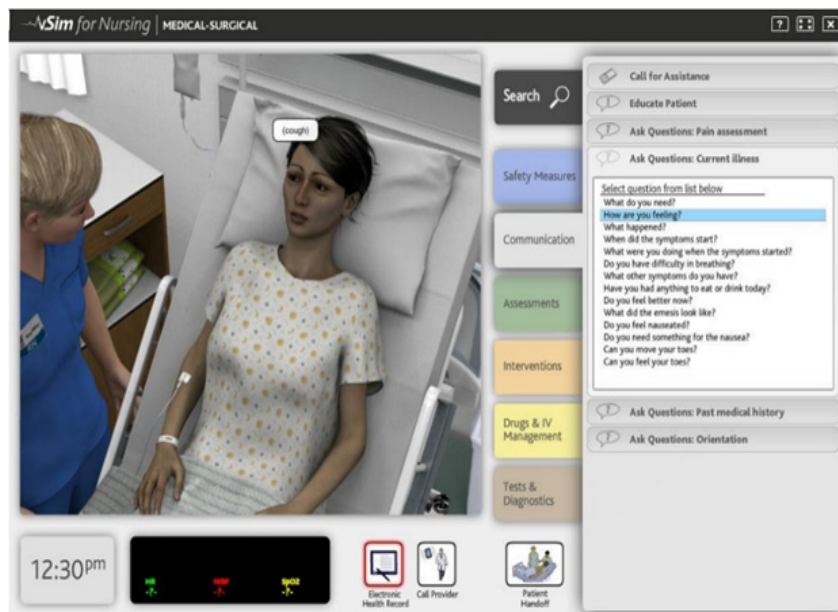 vSim for Nursing | MEDICAL-SURGICAL
?
X
(cough)
Search
Safety Measures
Communication
Assessments
Interventions
Drugs & IV
Management
Tests &
Diagnostics
Call for Assistance
Educate Patient
Ask Questions: Pain assessment
Ask Questions: Current illness
Select question from list below
What do you need?
How are you feeling?
What happened?
When did the symptoms start?
What were you doing when the symptoms started?
Do you have difficulty in breathing?
What other symptoms do you have?
Have you had anything to eat or drink today?
Do you feel better now?
What did the emesis look like?
Do you feel nauseated?
Do you need something for the nausea?
Can you move your toes?
Can you feel your toes?
Ask Questions: Past medical history
Ask Questions: Orientation
12:30pm
HR
-?-
NIBP
-?-
SpO2
-?-
Electronic
Health Record
Call Provider
Patient
Handoff